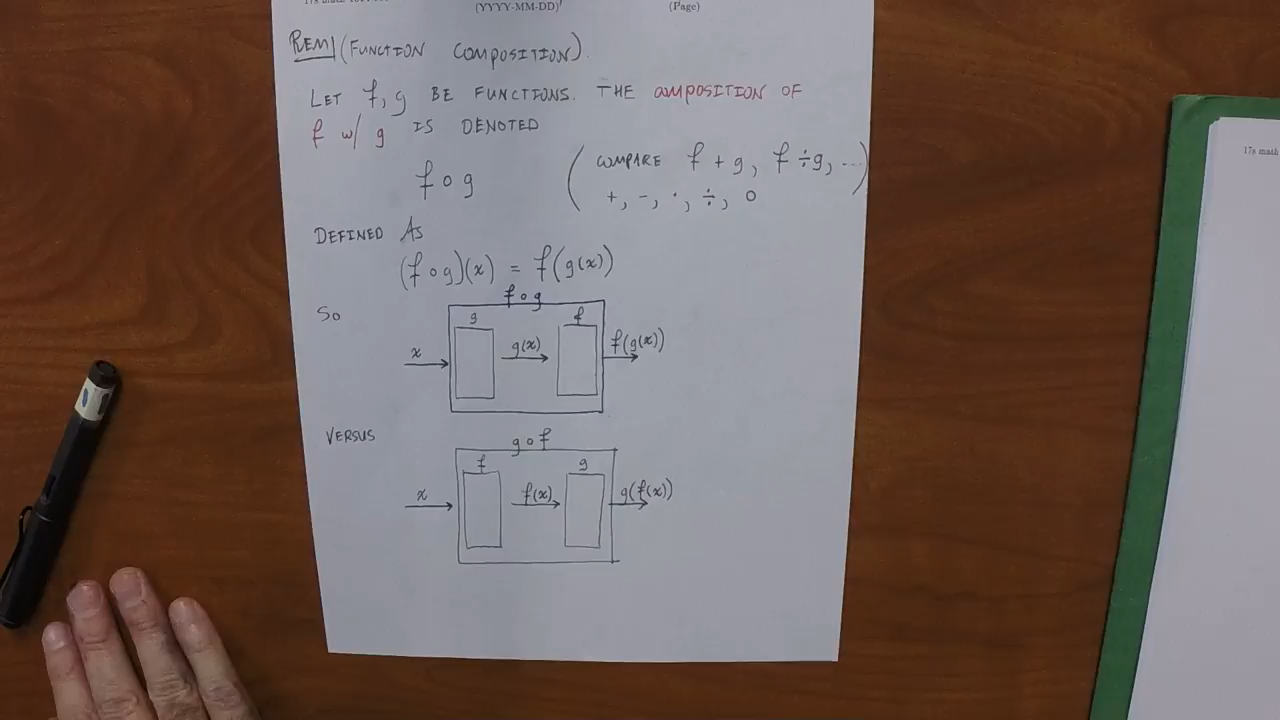 (YYYY-MM-DD)
(Page)
REM (FUNCTION COMPOSITION).
LET f, g BE FUNCTIONS. THE COMPOSITION OF
f w/ g IS DENOTED
f ∘ g
(COMPARE f + g, f ÷ g, ...
+, -, ·, ÷, ∘)
DEFINED AS
(f ∘ g)(x) = f(g(x))
SO
f ∘ g
g f
x g(x) f(g(x))
VERSUS
g ∘ f
f g
x f(x) g(f(x))
17s math